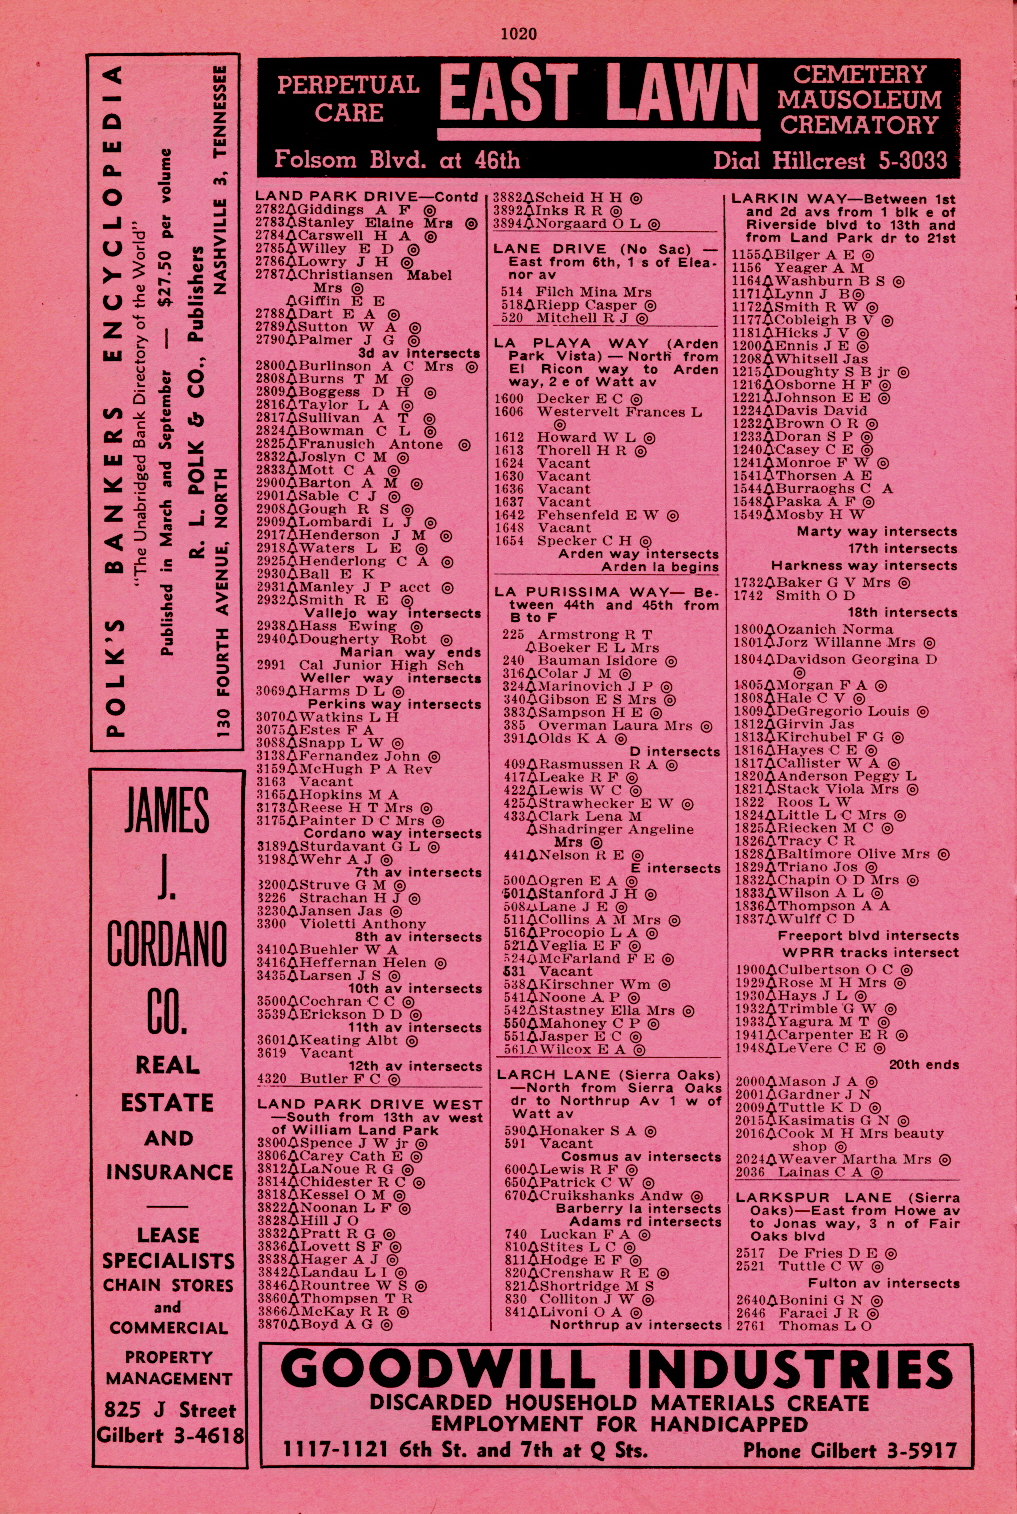 1020
PERPETUAL
CARE
EAST LAWN
CEMETERY
MAUSOLEUM
CREMATORY
Folsom Blvd. at 46th
Dial Hillcrest 5-3033
POLK'S BANKERS ENCYCLOPEDIA
"The Unabridged Bank Directory of the World"
Published in March and September — $27.50 per volume
R. L. POLK & CO., Publishers
130 FOURTH AVENUE, NORTH
NASHVILLE 3, TENNESSEE
JAMES
J.
CORDANO
CO.
REAL
ESTATE
AND
INSURANCE
LEASE
SPECIALISTS
CHAIN STORES
and
COMMERCIAL
PROPERTY
MANAGEMENT
825 J Street
Gilbert 3-4618
LAND PARK DRIVE—Contd
2782△Giddings A F ◎
2783△Stanley Elaine Mrs ◎
2784△Carswell H A ◎
2785△Willey E D ◎
2786△Lowry J H ◎
2787△Christiansen Mabel
Mrs ◎
△Giffin E E
2788△Dart E A ◎
2789△Sutton W A ◎
2790△Palmer J G ◎
3d av intersects
2800△Burlinson A C Mrs ◎
2808△Burns T M ◎
2809△Boggess D H ◎
2816△Taylor L A ◎
2817△Sullivan A T ◎
2824△Bowman C L ◎
2825△Franusich Antone ◎
2832△Joslyn C M ◎
2833△Mott C A ◎
2900△Barton A M ◎
2901△Sable C J ◎
2908△Gough R S ◎
2909△Lombardi L J ◎
2917△Henderson J M ◎
2918△Waters L E ◎
2925△Henderlong C A ◎
2930△Ball E K
2931△Manley J P acct ◎
2932△Smith R E ◎
Vallejo way intersects
2938△Hass Ewing ◎
2940△Dougherty Robt ◎
Marian way ends
2991 Cal Junior High Sch
Weller way intersects
3069△Harms D L ◎
Perkins way intersects
3070△Watkins L H
3075△Estes F A
3088△Snapp L W ◎
3138△Fernandez John ◎
3159△McHugh P A Rev
3163 Vacant
3165△Hopkins M A
3173△Reese H T Mrs ◎
3175△Painter D C Mrs ◎
Cordano way intersects
3189△Sturdavant G L ◎
3198△Wehr A J ◎
7th av intersects
3200△Struve G M ◎
3226 Strachan H J ◎
3230△Jansen Jas ◎
3300 Violetti Anthony
8th av intersects
3410△Buehler W A
3416△Heffernan Helen ◎
3435△Larsen J S ◎
10th av intersects
3500△Cochran C C ◎
3539△Erickson D D ◎
11th av intersects
3601△Keating Albt ◎
3619 Vacant
12th av intersects
4320 Butler F C ◎
LAND PARK DRIVE WEST
—South from 13th av west
of William Land Park
3800△Spence J W jr ◎
3806△Carey Cath E ◎
3812△LaNoue R G ◎
3814△Chidester R C ◎
3818△Kessel O M ◎
3822△Noonan L F ◎
3828△Hill J O
3832△Pratt R G ◎
3836△Lovett S F ◎
3838△Hager A J ◎
3842△Landau L I ◎
3846△Rountree W S ◎
3860△Thompsen T R
3866△McKay R R ◎
3870△Boyd A G ◎
3882△Scheid H H ◎
3892△Inks R R ◎
3894△Norgaard O L ◎
LANE DRIVE (No Sac) —
East from 6th, 1 s of Elea-
nor av
514 Filch Mina Mrs
518△Riepp Casper ◎
520 Mitchell R J ◎
LA PLAYA WAY (Arden
Park Vista) — North from
El Ricon way to Arden
way, 2 e of Watt av
1600 Decker E C ◎
1606 Westervelt Frances L
◎
1612 Howard W L ◎
1613 Thorell H R ◎
1624 Vacant
1630 Vacant
1636 Vacant
1637 Vacant
1642 Fehsenfeld E W ◎
1648 Vacant
1654 Specker C H ◎
Arden way intersects
Arden la begins
LA PURISSIMA WAY— Be-
tween 44th and 45th from
B to F
225 Armstrong R T
△Boeker E L Mrs
240 Bauman Isidore ◎
316△Colar J M ◎
324△Marinovich J P ◎
340△Gibson E S Mrs ◎
383△Sampson H E ◎
385 Overman Laura Mrs ◎
391△Olds K A ◎
D intersects
409△Rasmussen R A ◎
417△Leake R F ◎
422△Lewis W C ◎
425△Strawhecker E W ◎
433△Clark Lena M
△Shadringer Angeline
Mrs ◎
441△Nelson R E ◎
E intersects
500△Ogren E A ◎
501△Stanford J H ◎
508△Lane J E ◎
511△Collins A M Mrs ◎
516△Procopio L A ◎
521△Veglia E F ◎
524△McFarland F E ◎
531 Vacant
538△Kirschner Wm ◎
541△Noone A P ◎
542△Stastney Ella Mrs ◎
550△Mahoney C P ◎
551△Jasper E C ◎
561△Wilcox E A ◎
LARCH LANE (Sierra Oaks)
—North from Sierra Oaks
dr to Northrup Av 1 w of
Watt av
590△Honaker S A ◎
591 Vacant
Cosmus av intersects
600△Lewis R F ◎
650△Patrick C W ◎
670△Cruikshanks Andw ◎
Barberry la intersects
Adams rd intersects
740 Luckan F A ◎
810△Stites L C ◎
811△Hodge E F ◎
820△Crenshaw R E ◎
821△Shortridge M S
830 Colliton J W ◎
841△Livoni O A ◎
Northrup av intersects
LARKIN WAY—Between 1st
and 2d avs from 1 blk e of
Riverside blvd to 13th and
from Land Park dr to 21st
1155△Bilger A E ◎
1156 Yeager A M
1164△Washburn B S ◎
1171△Lynn J B◎
1172△Smith R W ◎
1177△Cobleigh B V ◎
1181△Hicks J V ◎
1200△Ennis J E ◎
1208△Whitsell Jas
1215△Doughty S B jr ◎
1216△Osborne H F ◎
1221△Johnson E E ◎
1224△Davis David
1232△Brown O R ◎
1233△Doran S P ◎
1240△Casey C E ◎
1241△Monroe F W ◎
1541△Thorsen A E
1544△Burraoghs C A
1548△Paska A F ◎
1549△Mosby H W
Marty way intersects
17th intersects
Harkness way intersects
1732△Baker G V Mrs ◎
1742 Smith O D
18th intersects
1800△Ozanich Norma
1801△Jorz Willanne Mrs ◎
1804△Davidson Georgina D
◎
1805△Morgan F A ◎
1808△Hale C V ◎
1809△DeGregorio Louis ◎
1812△Girvin Jas
1813△Kirchubel F G ◎
1816△Hayes C E ◎
1817△Callister W A ◎
1820△Anderson Peggy L
1821△Stack Viola Mrs ◎
1822 Roos L W
1824△Little L C Mrs ◎
1825△Riecken M C ◎
1826△Tracy C R
1828△Baltimore Olive Mrs ◎
1829△Triano Jos ◎
1832△Chapin O D Mrs ◎
1833△Wilson A L ◎
1836△Thompson A A
1837△Wulff C D
Freeport blvd intersects
WPRR tracks intersect
1900△Culbertson O C ◎
1929△Rose M H Mrs ◎
1930△Hays J L ◎
1932△Trimble G W ◎
1933△Yagura M T ◎
1941△Carpenter E R ◎
1948△LeVere C E ◎
20th ends
2000△Mason J A ◎
2001△Gardner J N
2009△Tuttle K D ◎
2015△Kasimatis G N ◎
2016△Cook M H Mrs beauty
shop ◎
2024△Weaver Martha Mrs ◎
2036 Lainas C A ◎
LARKSPUR LANE (Sierra
Oaks)—East from Howe av
to Jonas way, 3 n of Fair
Oaks blvd
2517 De Fries D E ◎
2521 Tuttle C W ◎
Fulton av intersects
2640△Bonini G N ◎
2646 Faraci J R ◎
2761 Thomas L O
GOODWILL INDUSTRIES
DISCARDED HOUSEHOLD MATERIALS CREATE
EMPLOYMENT FOR HANDICAPPED
1117-1121 6th St. and 7th at Q Sts.
Phone Gilbert 3-5917